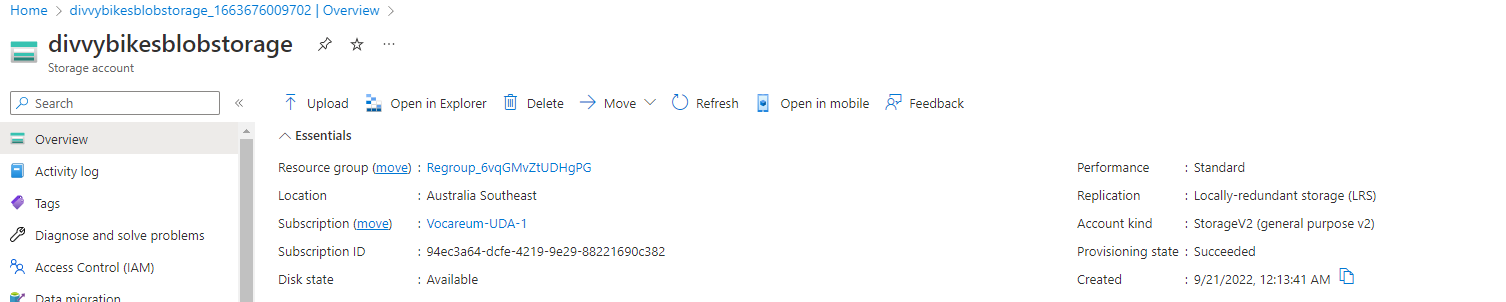 Home > divvybikesblobstorage_1663676009702 | Overview >
divvybikesblobstorage
Storage account
Search
Upload Open in Explorer Delete Move Refresh Open in mobile Feedback
Overview
Activity log
Tags
Diagnose and solve problems
Access Control (IAM)
Data migration
Essentials
Resource group (move) : Regroup_6vqGMvZtUDHgPG
Location : Australia Southeast
Subscription (move) : Vocareum-UDA-1
Subscription ID : 94ec3a64-dcfe-4219-9e29-88221690c382
Disk state : Available
Performance : Standard
Replication : Locally-redundant storage (LRS)
Account kind : StorageV2 (general purpose v2)
Provisioning state : Succeeded
Created : 9/21/2022, 12:13:41 AM